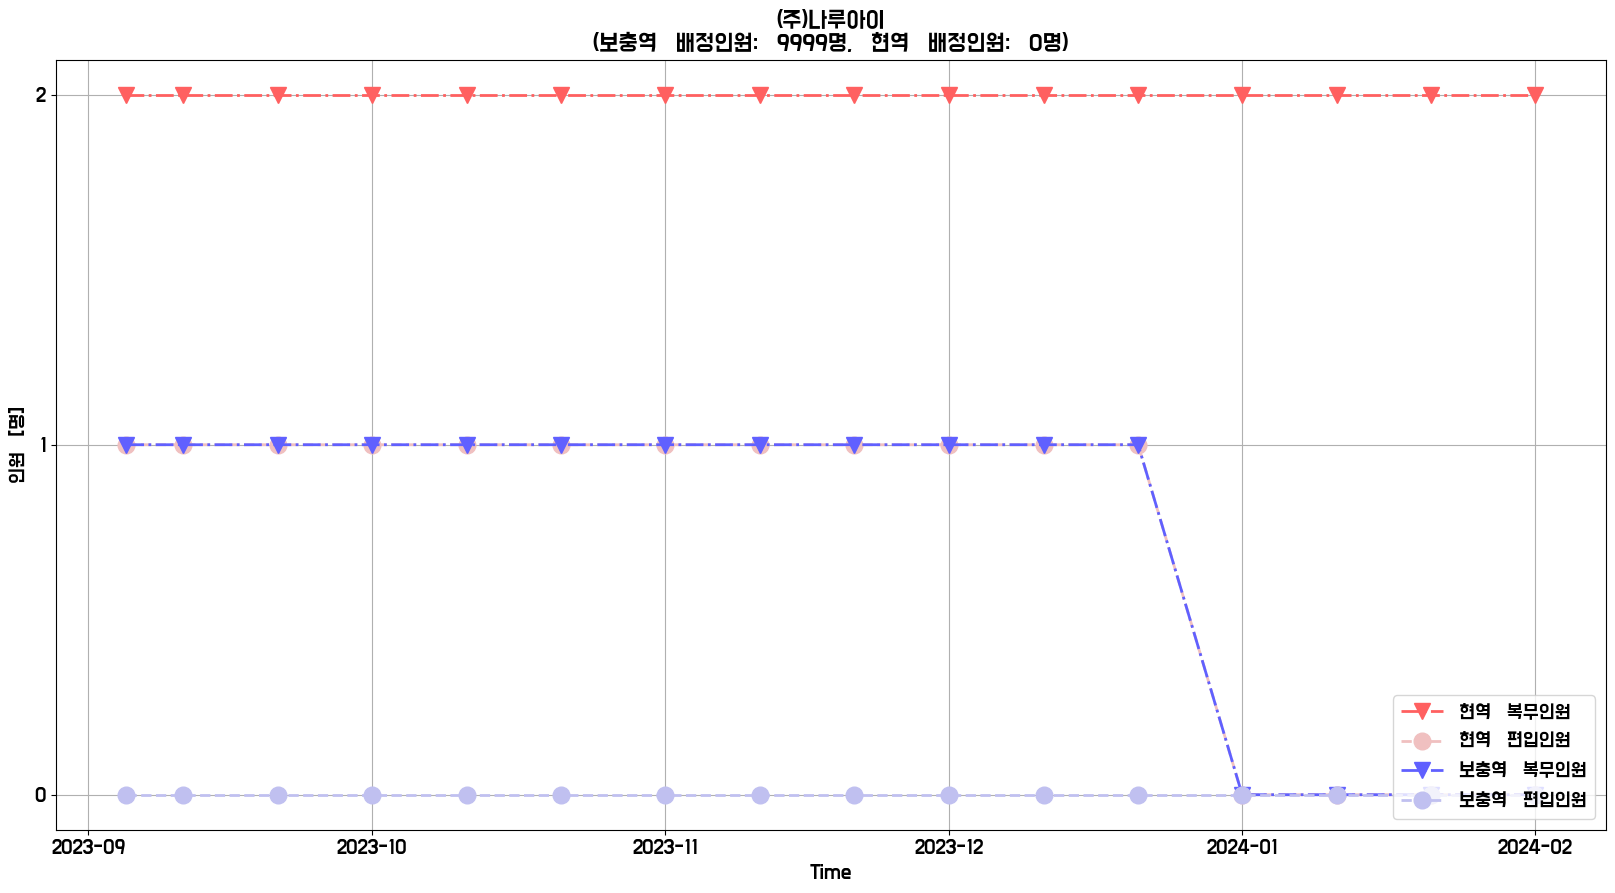 (주)나루아이
(보충역 배정인원: 9999명, 현역 배정인원: 0명)
2
1
0
인원 [명]
현역 복무인원
현역 편입인원
보충역 복무인원
보충역 편입인원
2023-09 2023-10 2023-11 2023-12 2024-01 2024-02
Time